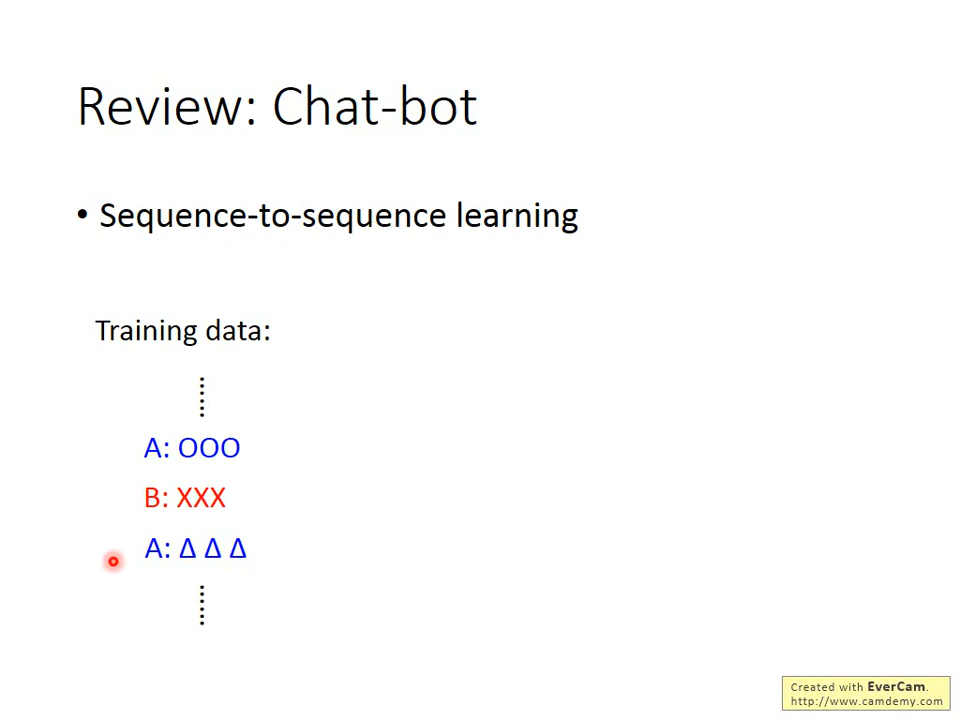 Review: Chat-bot
• Sequence-to-sequence learning
Training data:
A: OOO
B: XXX
A: Δ Δ Δ
Created with EverCam.
http://www.camdemy.com